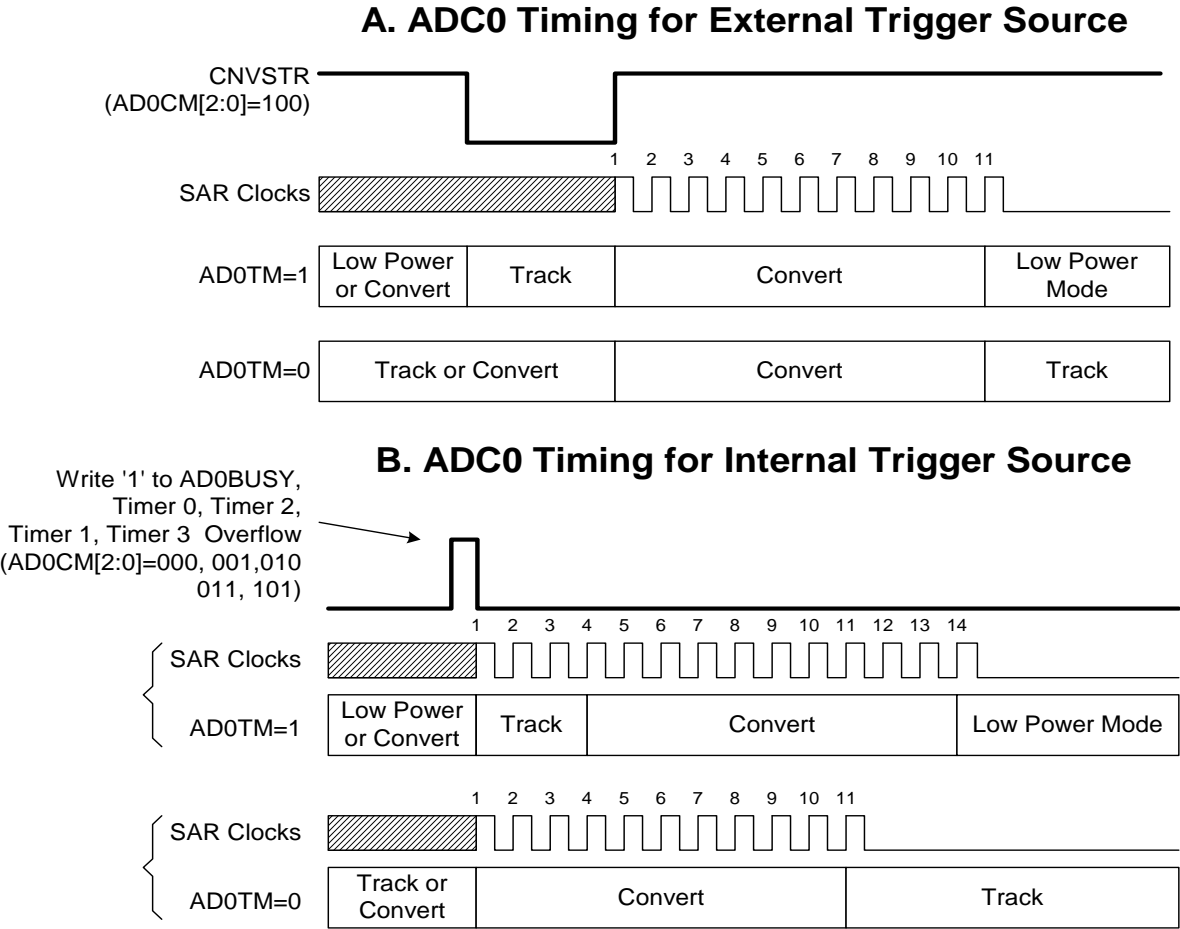 A. ADC0 Timing for External Trigger Source
CNVSTR
(AD0CM[2:0]=100)
1 2 3 4 5 6 7 8 9 10 11
SAR Clocks
AD0TM=1
Low Power
or Convert
Track
Convert
Low Power
Mode
AD0TM=0
Track or Convert
Convert
Track
B. ADC0 Timing for Internal Trigger Source
Write '1' to AD0BUSY,
Timer 0, Timer 2,
Timer 1, Timer 3 Overflow
(AD0CM[2:0]=000, 001,010
011, 101)
1 2 3 4 5 6 7 8 9 10 11 12 13 14
SAR Clocks
AD0TM=1
Low Power
or Convert
Track
Convert
Low Power Mode
1 2 3 4 5 6 7 8 9 10 11
SAR Clocks
AD0TM=0
Track or
Convert
Convert
Track